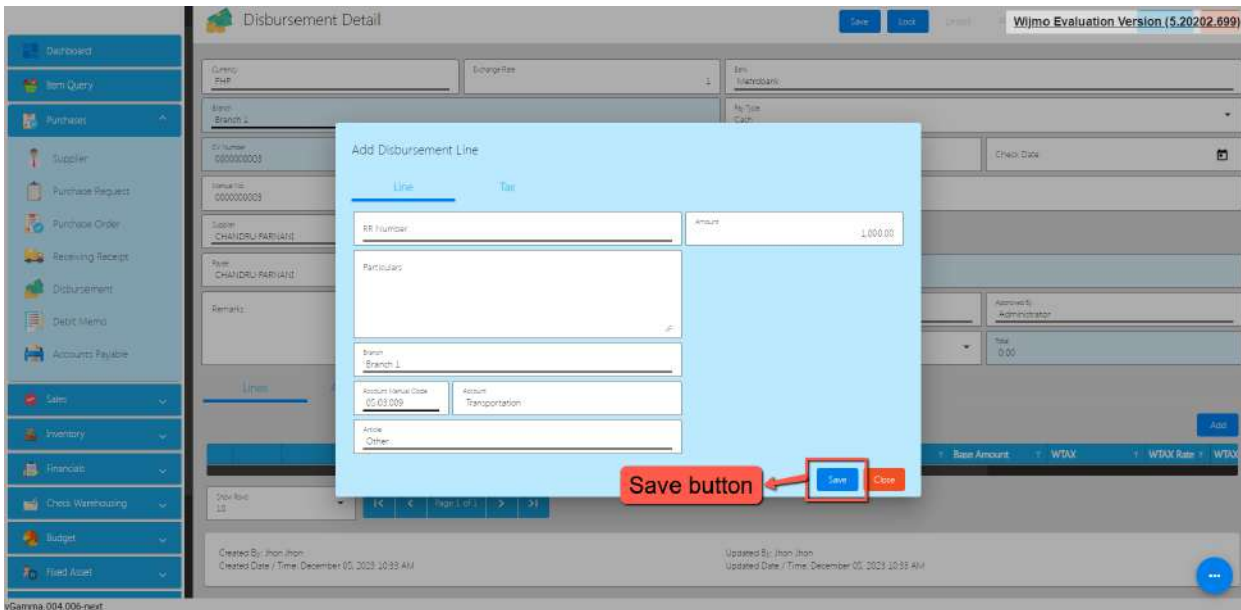 Disbursement Detail
Save
Lock
Wijmo Evaluation Version (5.20202.699)
Dashboard
Item Query
Purchases
Supplier
Purchase Request
Purchase Order
Receiving Receipt
Disbursement
Debit Memo
Accounts Payable
Sales
Inventory
Financials
Check Warehousing
Budget
Fixed Asset
Currency
PHP
Exchange Rate
1
Bank
Metrobank
Branch
Branch 1
Pay Type
Cash
CV Number
0000000003
Check Date
Manual No.
0000000003
Supplier
CHANDRU PARNANI
Payee
CHANDRU PARNANI
Remarks
Approved By
Administrator
Total
0.00
Lines
Add
Base Amount
WTAX
WTAX Rate
WTAX
Add Disbursement Line
Line
Tax
RR Number
Amount
1,000.00
Particulars
Branch
Branch 1
Account Manual Code
05.03.009
Account
Transportation
Article
Other
Save button
Save
Close
Show Rows
10
Page 1 of 1
Created By: Jhon Jhon
Created Date / Time: December 05, 2023 10:33 AM
Updated By: Jhon Jhon
Updated Date / Time: December 05, 2023 10:33 AM
vGamma.004.006-next